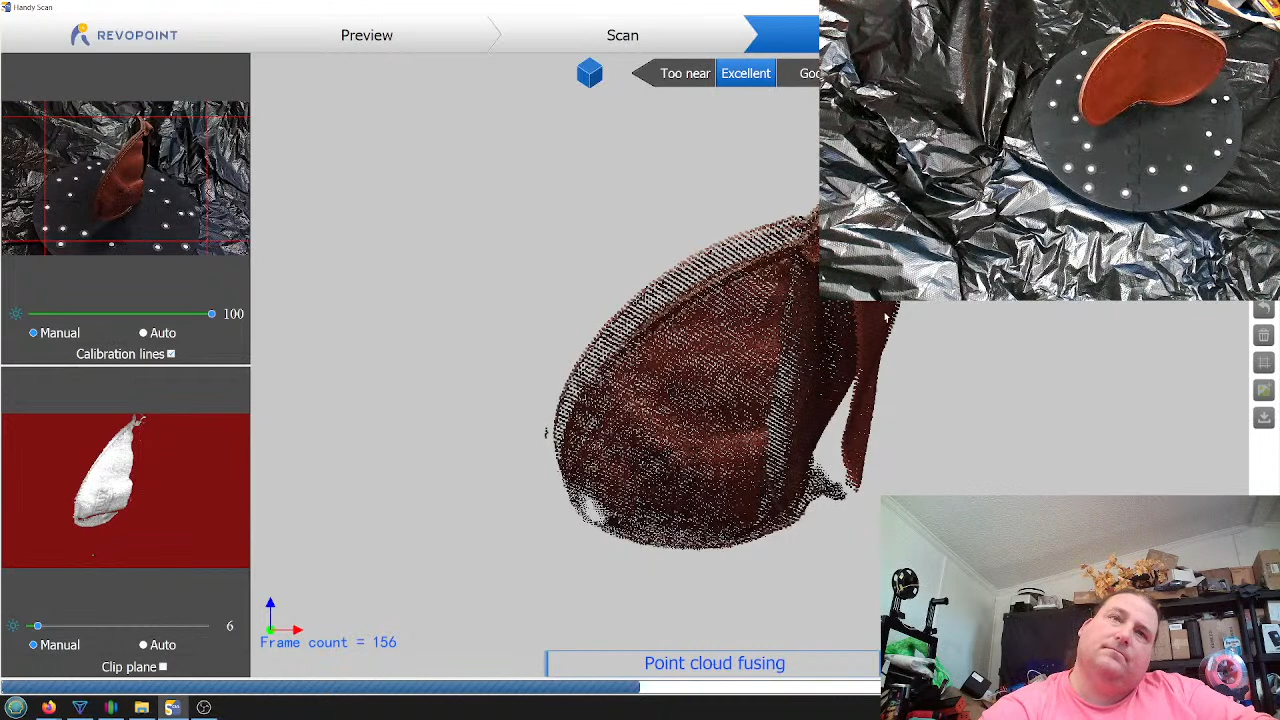 Handy Scan
REVOPOINT
Preview
Scan
Too near
Excellent
100
Manual
Auto
Calibration lines
6
Manual
Auto
Clip plane
Frame count = 156
Point cloud fusing